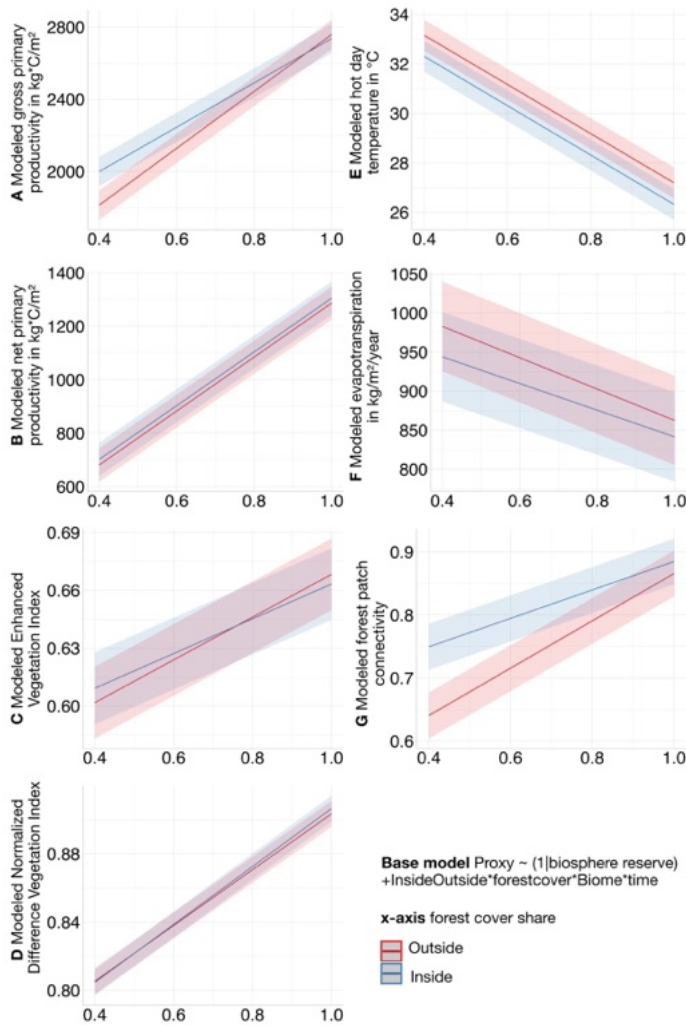 A Modeled gross primary
productivity in kg*C/m²
2800
2400
2000
0.4 0.6 0.8 1.0
E Modeled hot day
temperature in °C
34
32
30
28
26
0.4 0.6 0.8 1.0
B Modeled net primary
productivity in kg*C/m²
1400
1200
1000
800
600
0.4 0.6 0.8 1.0
F Modeled evapotranspiration
in kg/m²/year
1050
1000
950
900
850
800
0.4 0.6 0.8 1.0
C Modeled Enhanced
Vegetation Index
0.69
0.66
0.63
0.60
0.4 0.6 0.8 1.0
G Modeled forest patch
connectivity
0.9
0.8
0.7
0.6
0.4 0.6 0.8 1.0
D Modeled Normalized
Difference Vegetation Index
0.88
0.84
0.80
0.4 0.6 0.8 1.0
Base model Proxy ~ (1|biosphere reserve)
+InsideOutside*forestcover*Biome*time
x-axis forest cover share
Outside
Inside